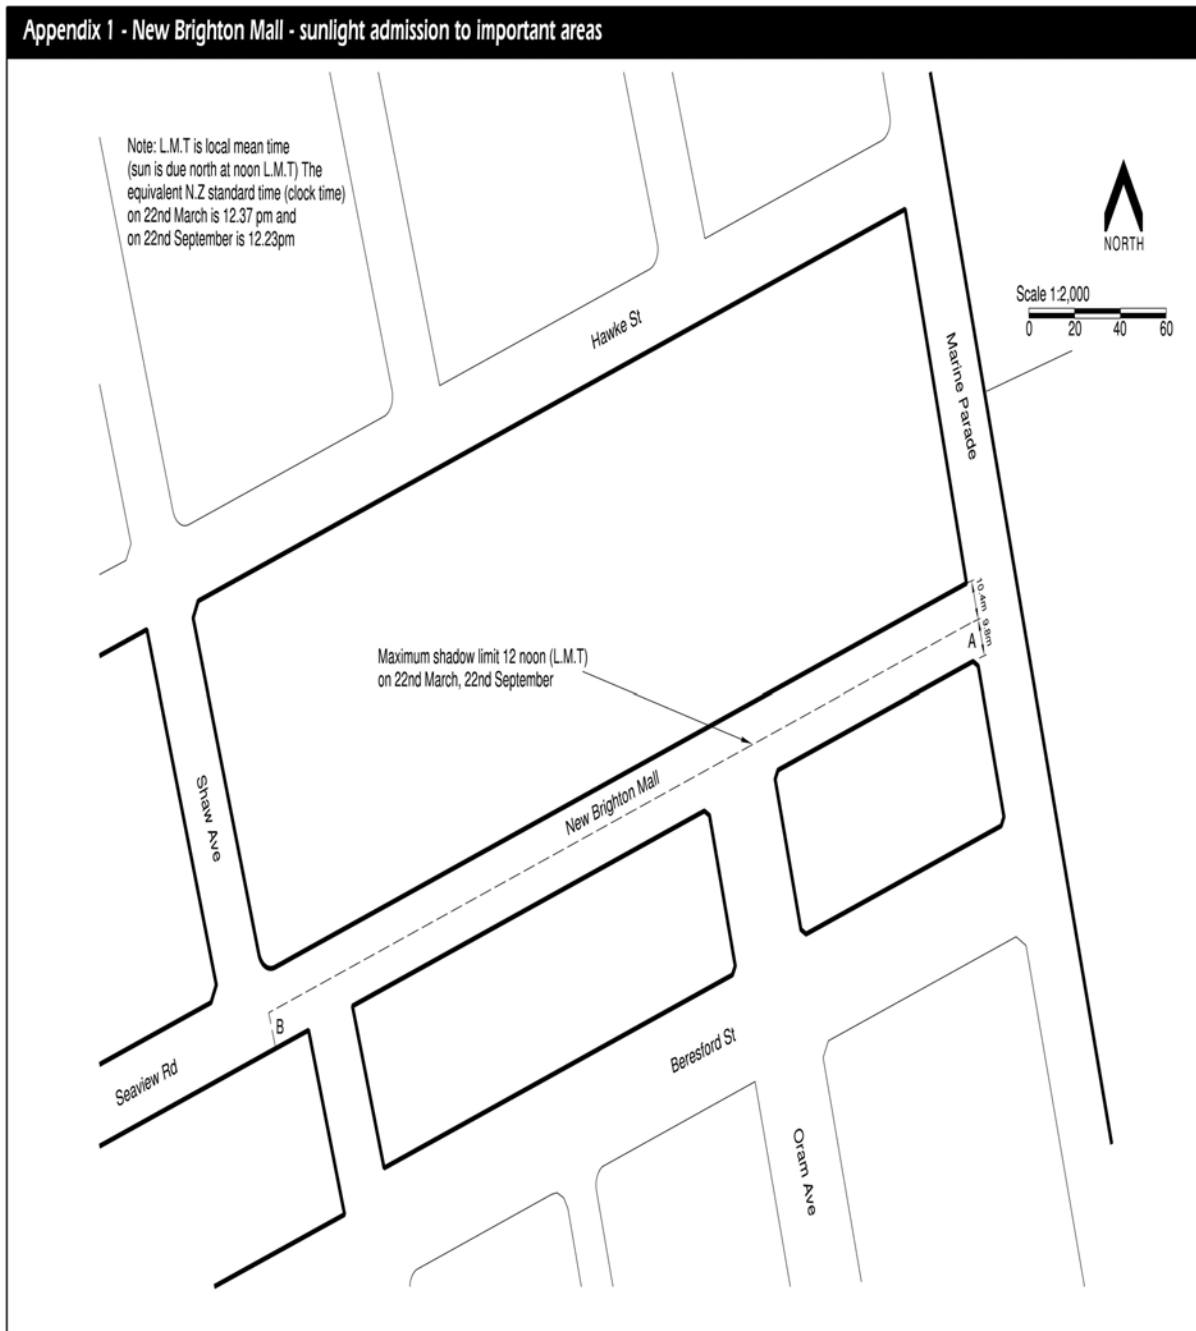 Appendix 1 - New Brighton Mall - sunlight admission to important areas
Note: L.M.T is local mean time
(sun is due north at noon L.M.T) The
equivalent N.Z standard time (clock time)
on 22nd March is 12.37 pm and
on 22nd September is 12.23pm
NORTH
Scale 1:2,000
0 20 40 60
Hawke St
Marine Parade
10.4m
9.8m
A
Maximum shadow limit 12 noon (L.M.T)
on 22nd March, 22nd September
Shaw Ave
New Brighton Mall
B
Seaview Rd
Beresford St
Oram Ave